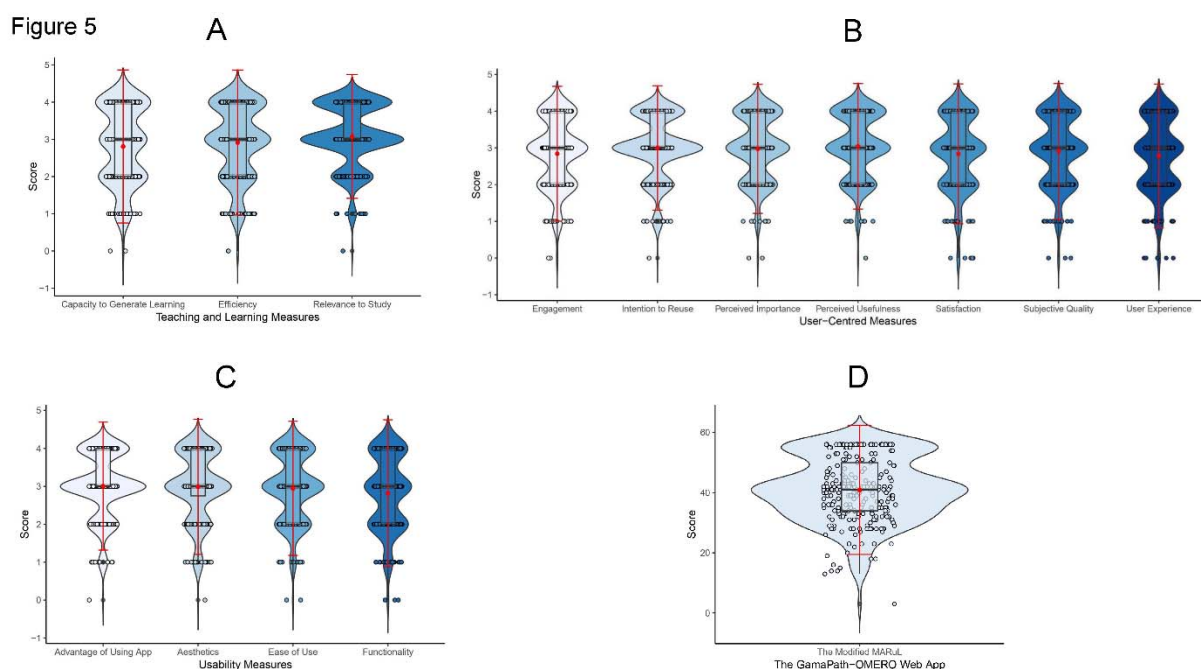 Figure 5
A
5
4
3
2
1
0
−1
Score
Capacity to Generate Learning
Efficiency
Relevance to Study
Teaching and Learning Measures
B
5
4
3
2
1
0
−1
Score
Engagement
Intention to Reuse
Perceived Importance
Perceived Usefulness
Satisfaction
Subjective Quality
User Experience
User−Centred Measures
C
5
4
3
2
1
0
−1
Score
Advantage of Using App
Aesthetics
Ease of Use
Functionality
Usability Measures
D
60
40
20
0
Score
The Modified MARuL
The GamaPath−OMERO Web App